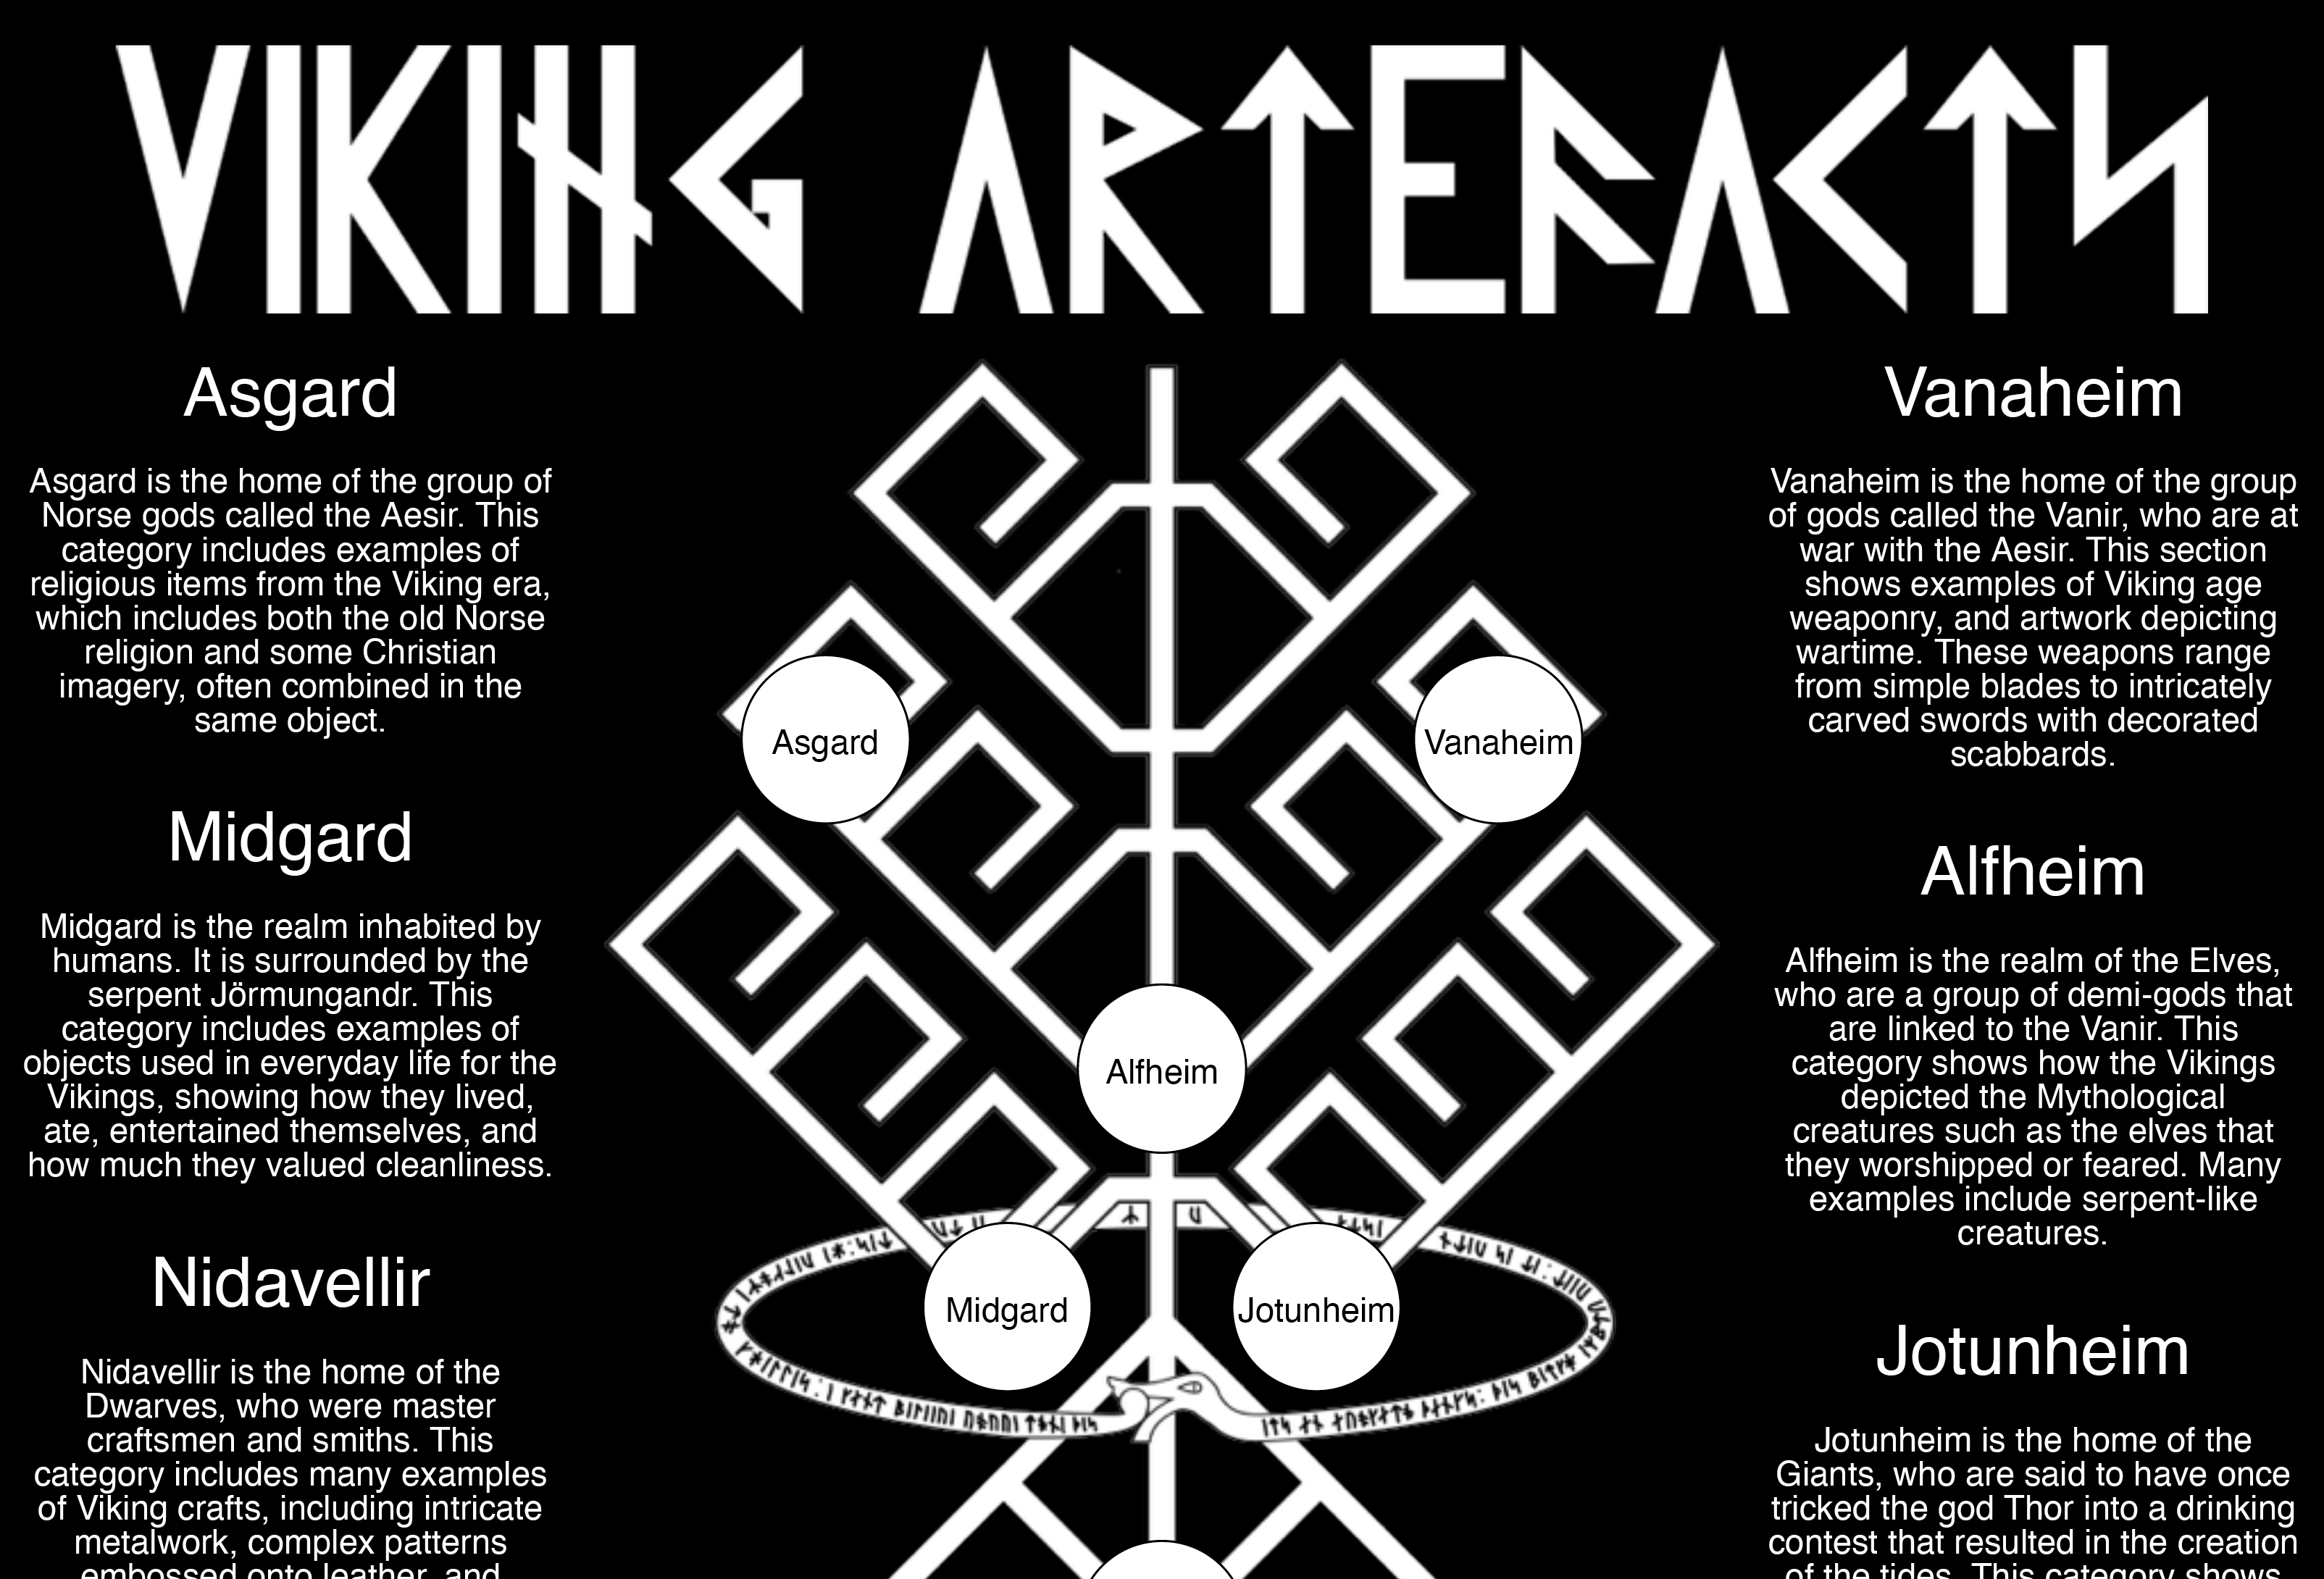 VIKING ARTEFACTS
Asgard
Asgard is the home of the group of
Norse gods called the Aesir. This
category includes examples of
religious items from the Viking era,
which includes both the old Norse
religion and some Christian
imagery, often combined in the
same object.
Midgard
Midgard is the realm inhabited by
humans. It is surrounded by the
serpent Jörmungandr. This
category includes examples of
objects used in everyday life for the
Vikings, showing how they lived,
ate, entertained themselves, and
how much they valued cleanliness.
Nidavellir
Nidavellir is the home of the
Dwarves, who were master
craftsmen and smiths. This
category includes many examples
of Viking crafts, including intricate
metalwork, complex patterns
embossed onto leather, and
Asgard
Vanaheim
Alfheim
Midgard
Jotunheim
Vanaheim
Vanaheim is the home of the group
of gods called the Vanir, who are at
war with the Aesir. This section
shows examples of Viking age
weaponry, and artwork depicting
wartime. These weapons range
from simple blades to intricately
carved swords with decorated
scabbards.
Alfheim
Alfheim is the realm of the Elves,
who are a group of demi-gods that
are linked to the Vanir. This
category shows how the Vikings
depicted the Mythological
creatures such as the elves that
they worshipped or feared. Many
examples include serpent-like
creatures.
Jotunheim
Jotunheim is the home of the
Giants, who are said to have once
tricked the god Thor into a drinking
contest that resulted in the creation
of the tides. This category shows